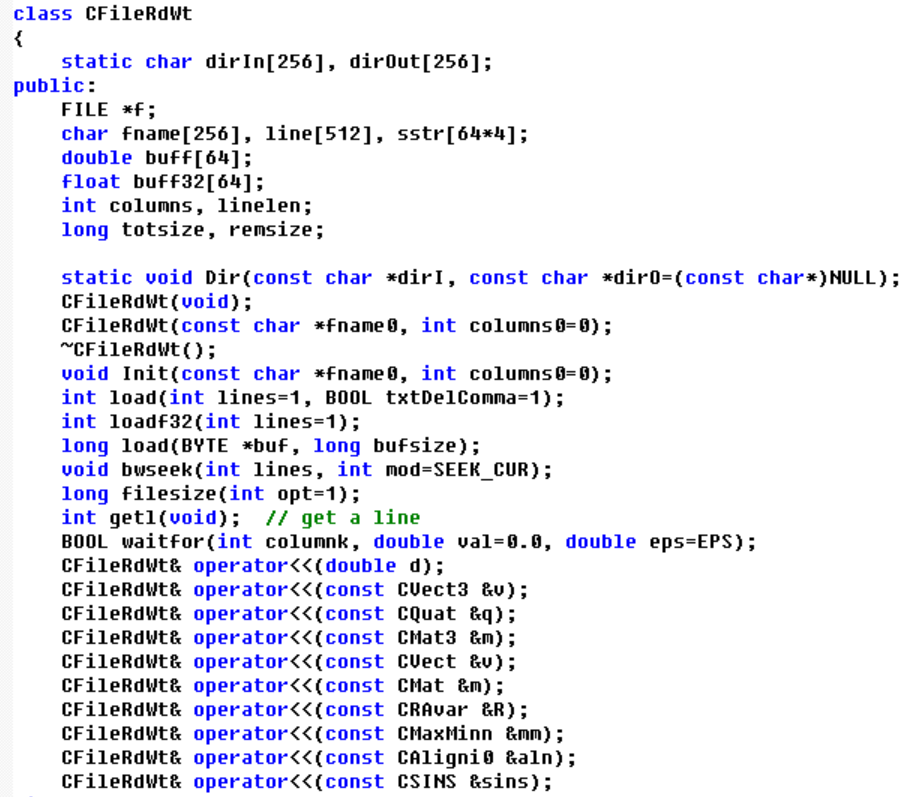 class CFileRdWt
{
    static char dirIn[256], dirOut[256];
public:
    FILE *f;
    char fname[256], line[512], sstr[64*4];
    double buff[64];
    float buff32[64];
    int columns, linelen;
    long totsize, remsize;

    static void Dir(const char *dirI, const char *dirO=(const char*)NULL);
    CFileRdWt(void);
    CFileRdWt(const char *fname0, int columns0=0);
    ~CFileRdWt();
    void Init(const char *fname0, int columns0=0);
    int load(int lines=1, BOOL txtDelComma=1);
    int loadf32(int lines=1);
    long load(BYTE *buf, long bufsize);
    void bwseek(int lines, int mod=SEEK_CUR);
    long filesize(int opt=1);
    int getl(void);  // get a line
    BOOL waitfor(int columnk, double val=0.0, double eps=EPS);
    CFileRdWt& operator<<(double d);
    CFileRdWt& operator<<(const CVect3 &v);
    CFileRdWt& operator<<(const CQuat &q);
    CFileRdWt& operator<<(const CMat3 &m);
    CFileRdWt& operator<<(const CVect &v);
    CFileRdWt& operator<<(const CMat &m);
    CFileRdWt& operator<<(const CRAvar &R);
    CFileRdWt& operator<<(const CMaxMinn &mm);
    CFileRdWt& operator<<(const CAligni0 &aln);
    CFileRdWt& operator<<(const CSINS &sins);